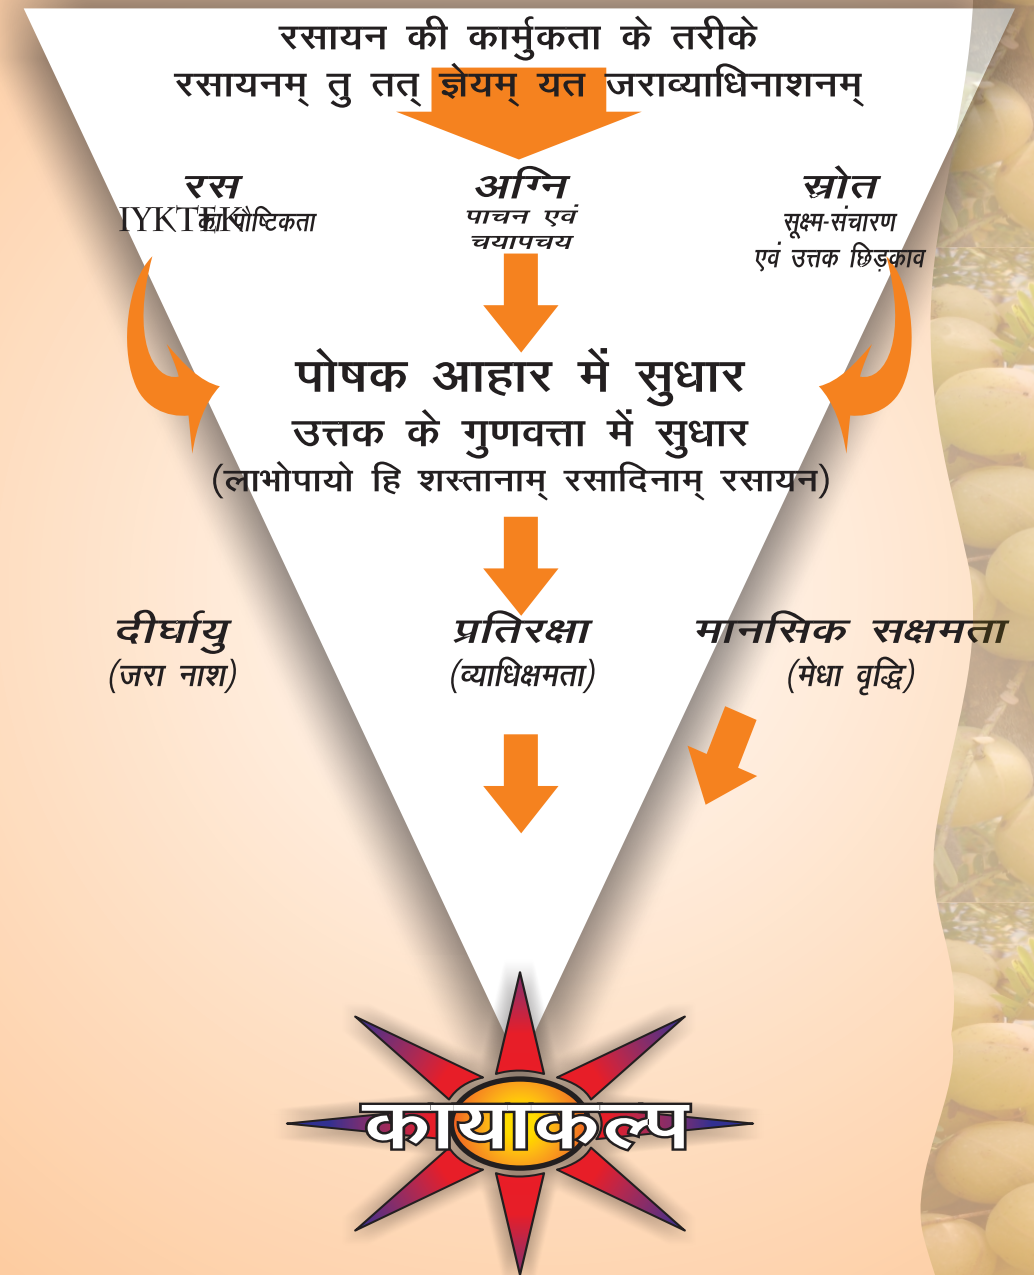 रसायन की कार्मुकता के तरीके
रसायनम् तु तत् ज्ञेयम् यत जराव्याधिनाशनम्
रस
IYKTEK का पौष्टिकता
अग्नि
पाचन एवं
चयापचय
स्रोत
सूक्ष्म-संचारण
एवं उत्तक छिड़काव
पोषक आहार में सुधार
उत्तक के गुणवत्ता में सुधार
(लाभोपायो हि शस्तानाम् रसादिनाम् रसायन)
दीर्घायु
(जरा नाश)
प्रतिरक्षा
(व्याधिक्षमता)
मानसिक सक्षमता
(मेधा वृद्धि)
कायाकल्प